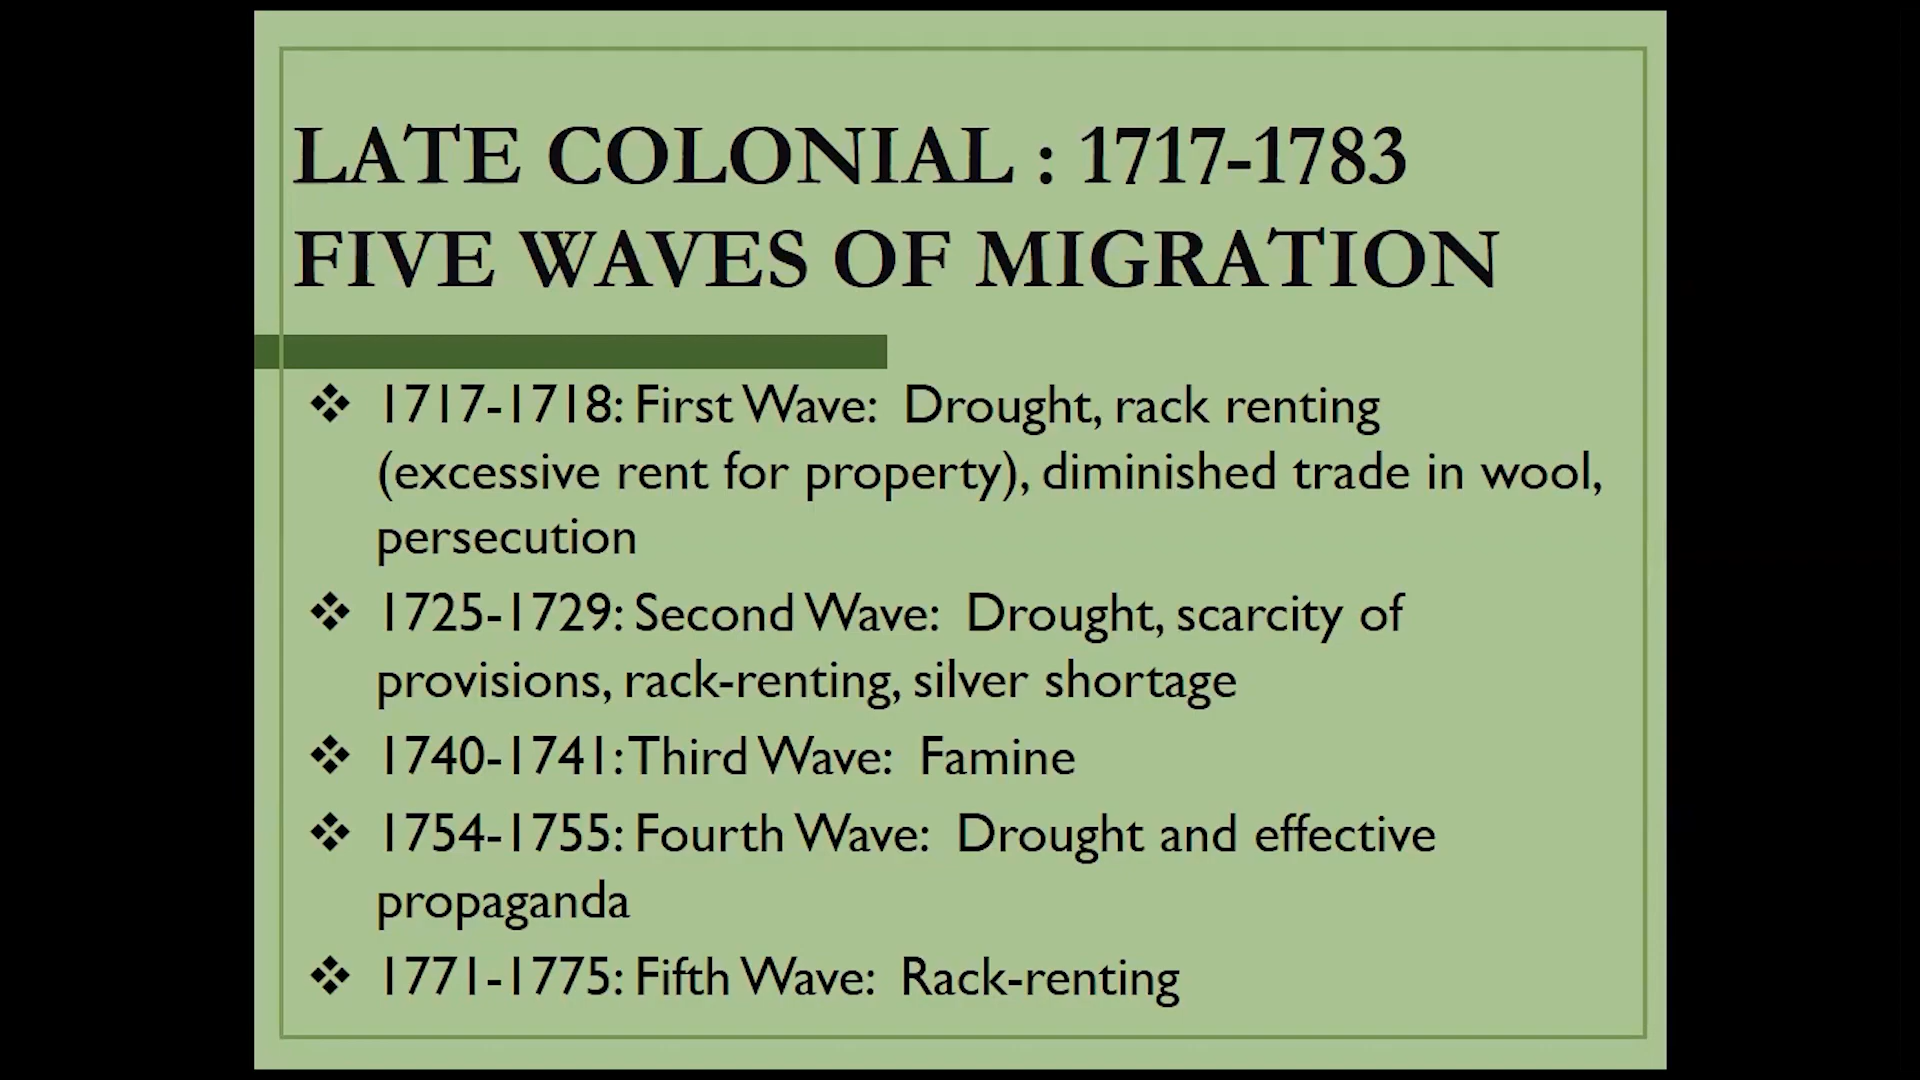 LATE COLONIAL : 1717-1783
FIVE WAVES OF MIGRATION
❖ 1717-1718: First Wave: Drought, rack renting
(excessive rent for property), diminished trade in wool,
persecution
❖ 1725-1729: Second Wave: Drought, scarcity of
provisions, rack-renting, silver shortage
❖ 1740-1741: Third Wave: Famine
❖ 1754-1755: Fourth Wave: Drought and effective
propaganda
❖ 1771-1775: Fifth Wave: Rack-renting